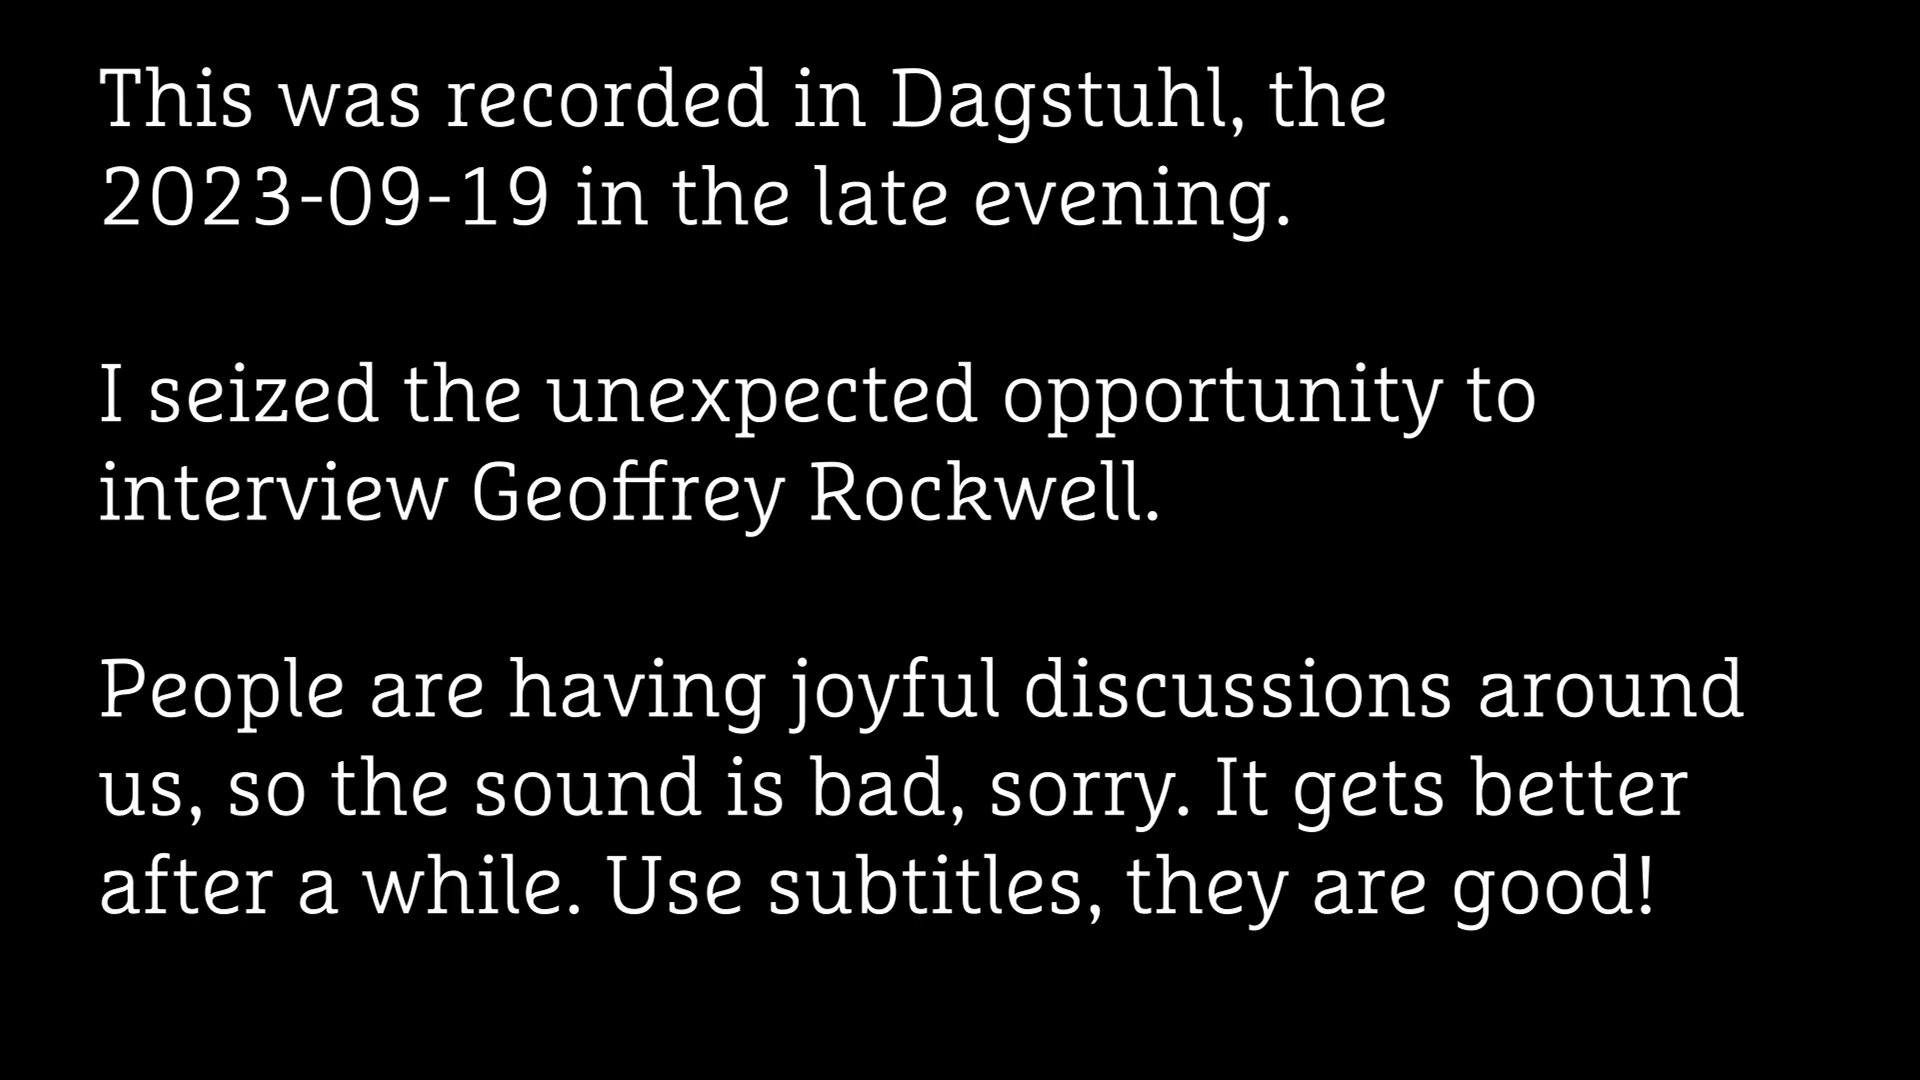 This was recorded in Dagstuhl, the
2023-09-19 in the late evening.
I seized the unexpected opportunity to
interview Geoffrey Rockwell.
People are having joyful discussions around
us, so the sound is bad, sorry. It gets better
after a while. Use subtitles, they are good!